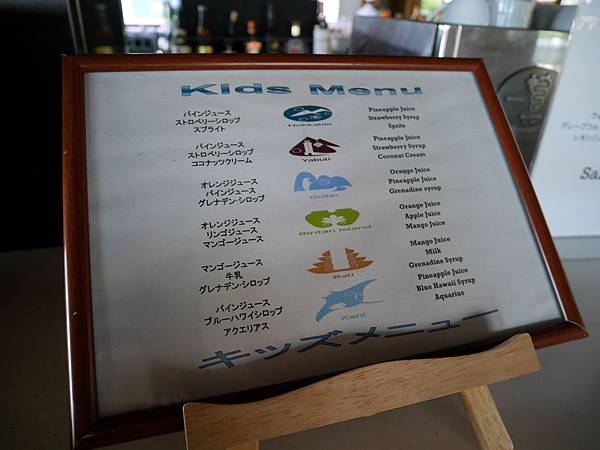 Kids Menu
パインジュース
ストロベリーシロップ
スプライト
Hokkaido
Pineapple Juice
Strawberry Syrup
Sprite
パインジュース
ストロベリーシロップ
ココナッツクリーム
Yabuli
Pineapple Juice
Strawberry Syrup
Coconut Cream
オレンジジュース
パインジュース
グレナデン・シロップ
Guilin
Orange Juice
Pineapple Juice
Grenadine syrup
オレンジジュース
リンゴジュース
マンゴージュース
Bintan Island
Orange Juice
Apple Juice
Mango Juice
マンゴージュース
牛乳
グレナデン・シロップ
Bali
Mango Juice
Milk
Grenadine Syrup
パインジュース
ブルーハワイシロップ
アクエリアス
Kani
Pineapple Juice
Blue Hawaii Syrup
Aquarius
キッズメニュー